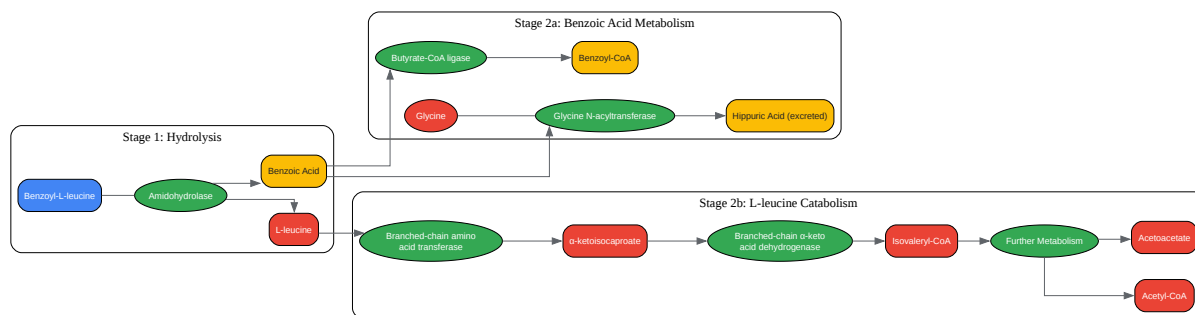 Stage 2a: Benzoic Acid Metabolism
Butyrate-CoA ligase
Benzoyl-CoA
Glycine
Glycine N-acyltransferase
Hippuric Acid (excreted)
Stage 1: Hydrolysis
Benzoic Acid
Benzoyl-L-leucine
Amidohydrolase
L-leucine
Stage 2b: L-leucine Catabolism
Branched-chain amino
acid transferase
α-ketoisocaproate
Branched-chain α-keto
acid dehydrogenase
Isovaleryl-CoA
Further Metabolism
Acetoacetate
Acetyl-CoA